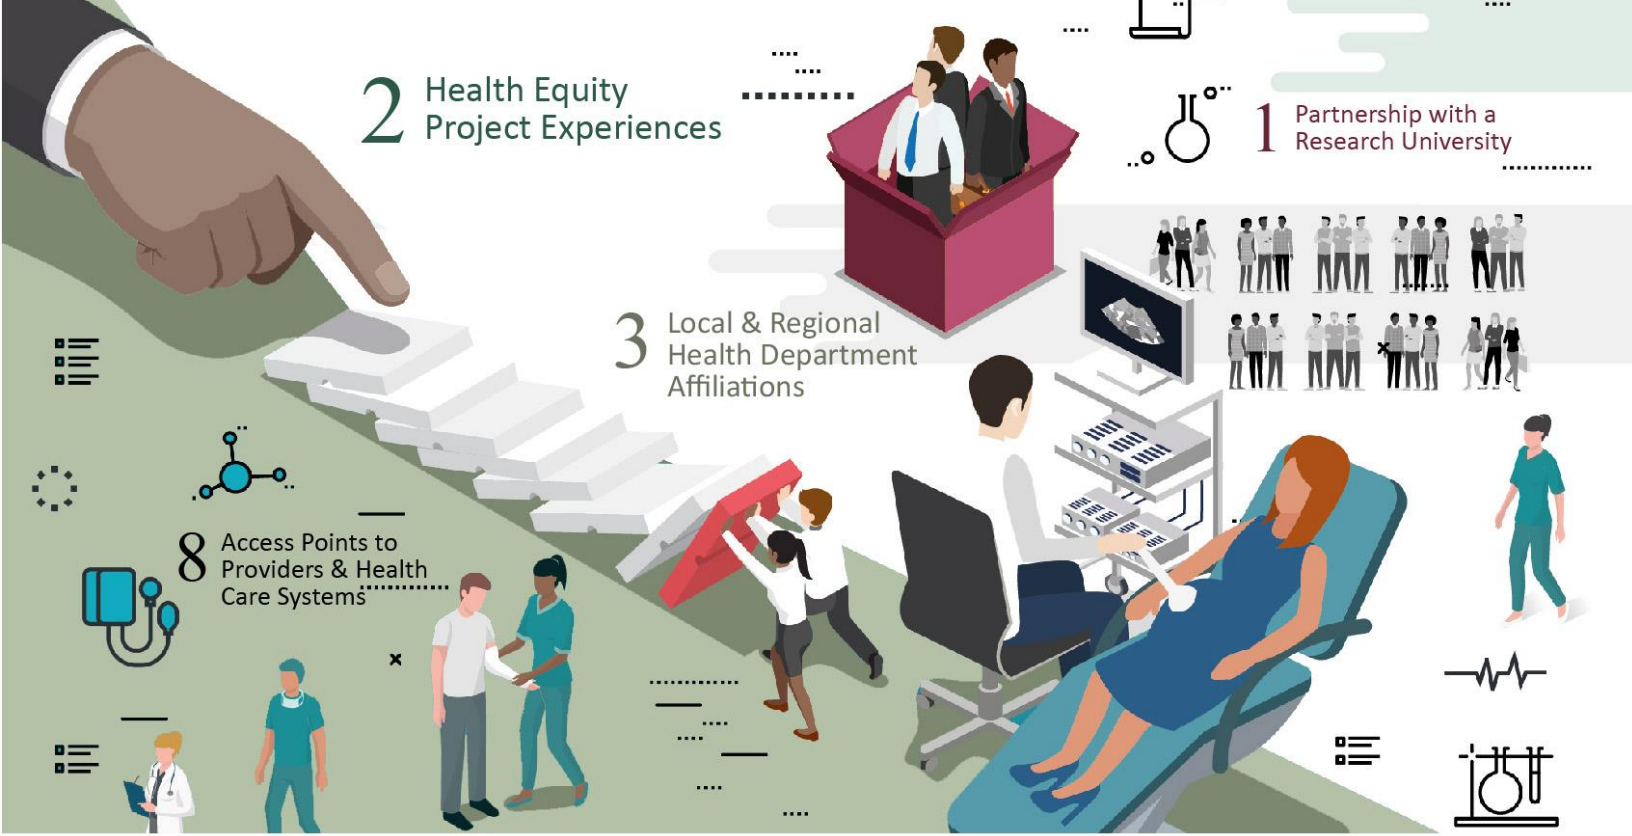 2
Health Equity
Project Experiences
1
Partnership with a
Research University
3
Local & Regional
Health Department
Affiliations
8
Access Points to
Providers & Health
Care Systems